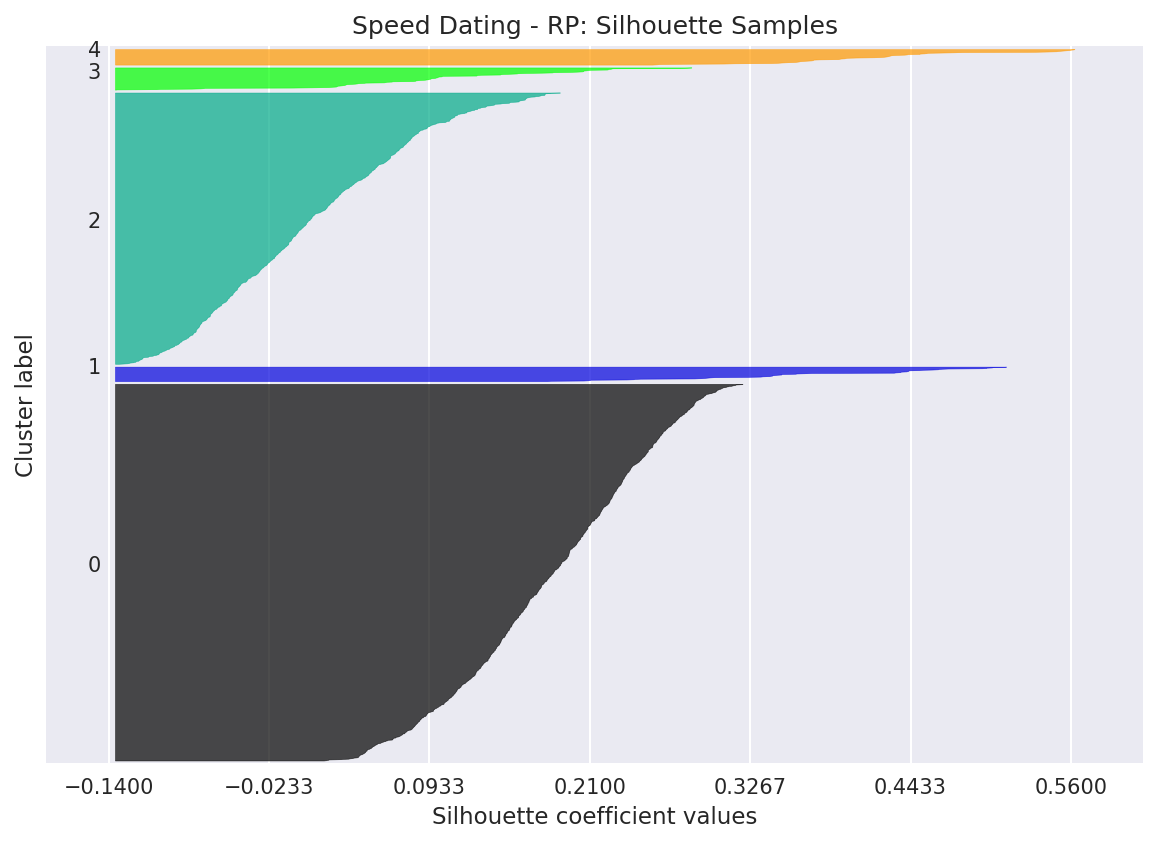 Speed Dating - RP: Silhouette Samples
4
3
2
1
0
Cluster label
−0.1400 −0.0233 0.0933 0.2100 0.3267 0.4433 0.5600
Silhouette coefficient values